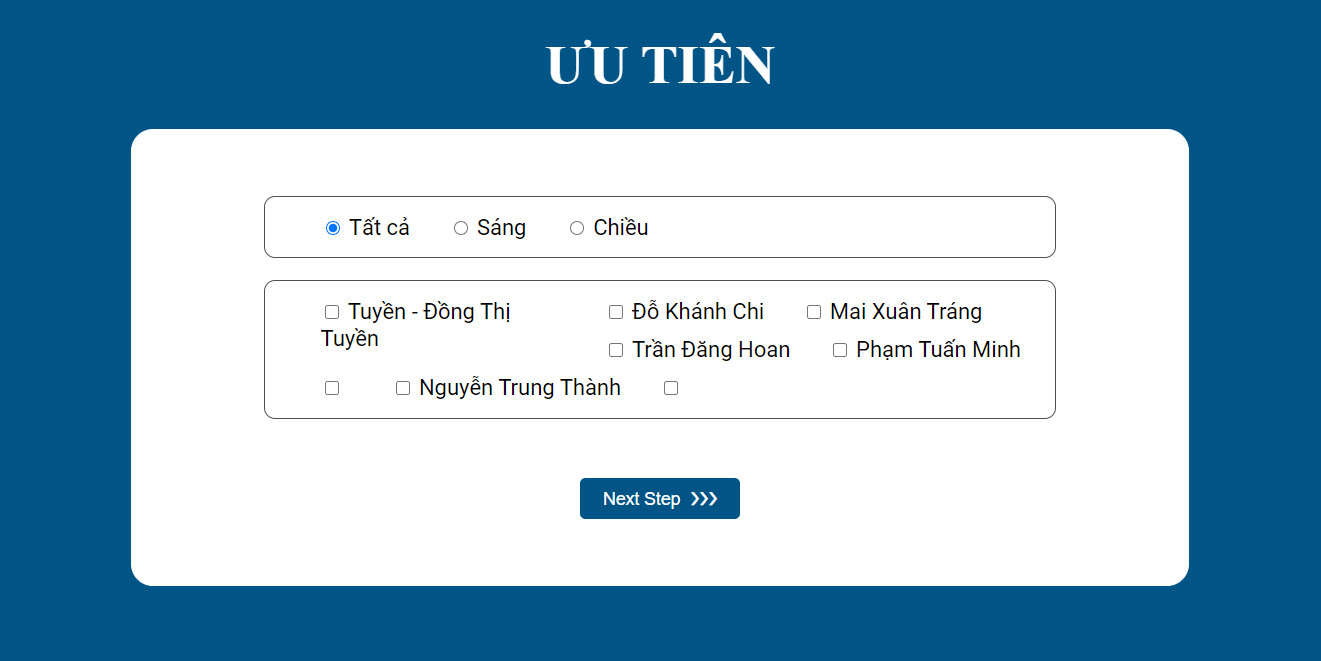 ƯU TIÊN
Tất cả Sáng Chiều
Tuyền - Đồng Thị Tuyền Đỗ Khánh Chi Mai Xuân Tráng
Trần Đăng Hoan Phạm Tuấn Minh
Nguyễn Trung Thành
Next Step ❯❯❯